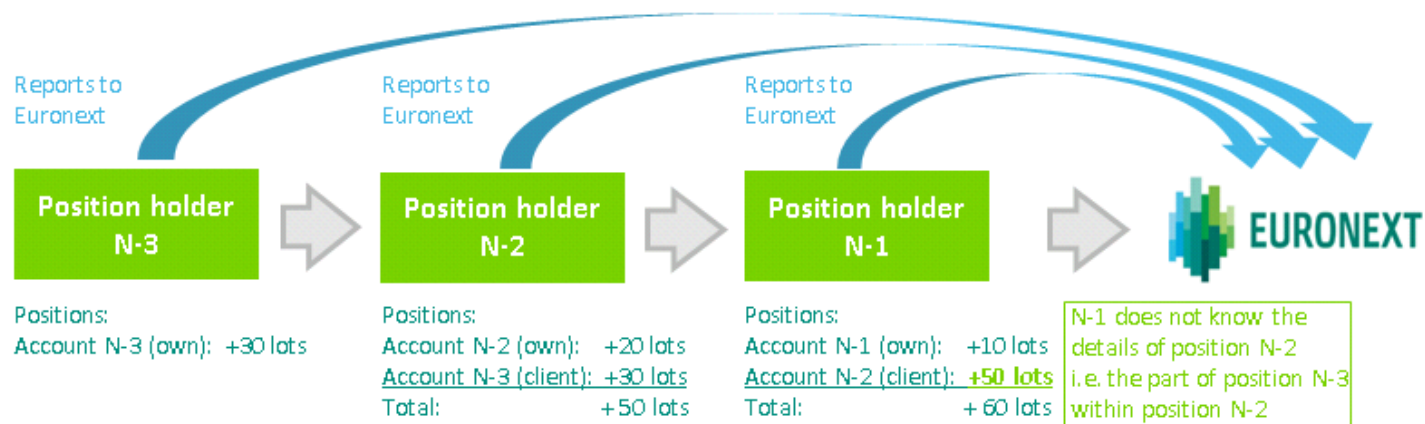 Reports to
Euronext
Reports to
Euronext
Reports to
Euronext
Position holder
N-3
Position holder
N-2
Position holder
N-1
EURONEXT
Positions:
Account N-3 (own): +30 lots
Positions:
Account N-2 (own): +20 lots
Account N-3 (client): +30 lots
Total: +50 lots
Positions:
Account N-1 (own): +10 lots
Account N-2 (client): +50 lots
Total: +60 lots
N-1 does not know the
details of position N-2
i.e. the part of position N-3
within position N-2